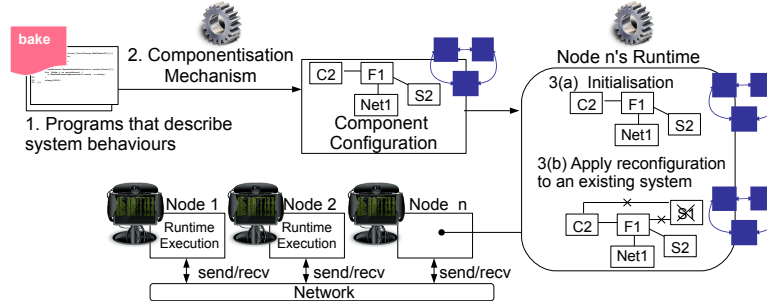 bake
1. Programs that describe
system behaviours
2. Componentisation
Mechanism
C2
F1
Net1
S2
Component
Configuration
Node n's Runtime
3(a) Initialisation
C2
F1
Net1
S2
3(b) Apply reconfiguration
to an existing system
S1
C2
F1
Net1
S2
Node 1
Runtime
Execution
Node 2
Runtime
Execution
Node n
send/recv
send/recv
send/recv
Network